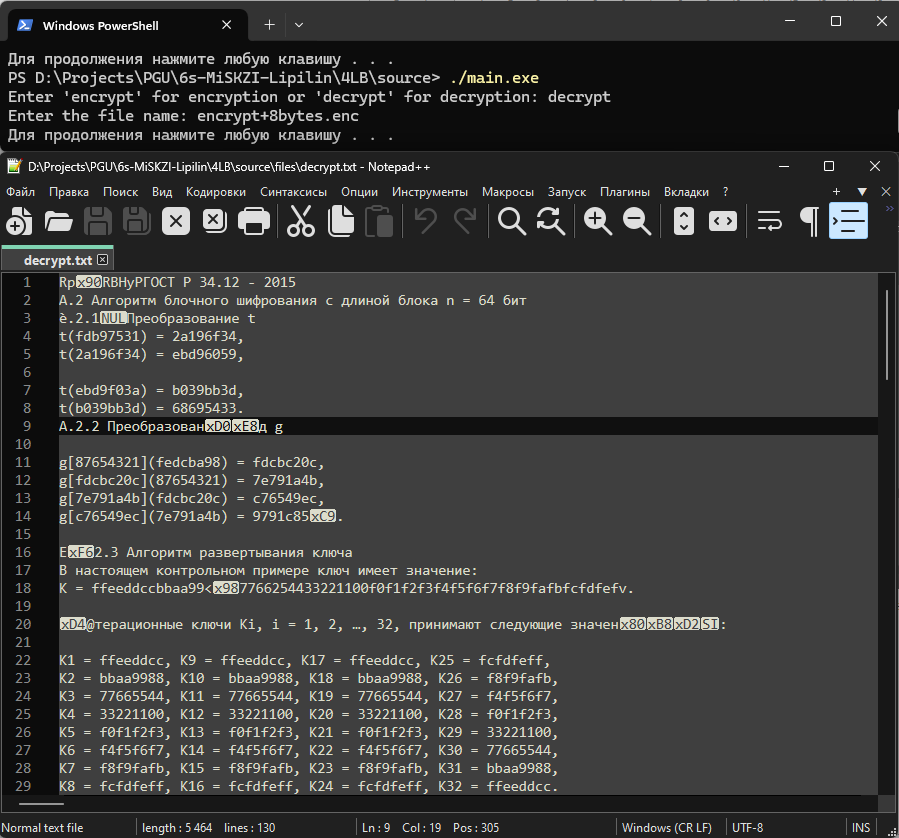 Windows PowerShell
Для продолжения нажмите любую клавишу . . .
PS D:\Projects\PGU\6s-MiSKZI-Lipilin\4LB\source> ./main.exe
Enter 'encrypt' for encryption or 'decrypt' for decryption: decrypt
Enter the file name: encrypt+8bytes.enc
Для продолжения нажмите любую клавишу . . .
D:\Projects\PGU\6s-MiSKZI-Lipilin\4LB\source\files\decrypt.txt - Notepad++
Файл Правка Поиск Вид Кодировки Синтаксисы Опции Инструменты Макросы Запуск Плагины Вкладки ?
decrypt.txt
1 Rpx90RBHyРГОСТ Р 34.12 - 2015
2 А.2 Алгоритм блочного шифрования с длиной блока n = 64 бит
3 ѐ.2.1NULПреобразование t
4 t(fdb97531) = 2a196f34,
5 t(2a196f34) = ebd96059,
6
7 t(ebd9f03a) = b039bb3d,
8 t(b039bb3d) = 68695433.
9 А.2.2 ПреобразованxD0xE8д g
10
11 g[87654321](fedcba98) = fdcbc20c,
12 g[fdcbc20c](87654321) = 7e791a4b,
13 g[7e791a4b](fdcbc20c) = c76549ec,
14 g[c76549ec](7e791a4b) = 9791c85xC9.
15
16 ExF62.3 Алгоритм развертывания ключа
17 В настоящем контрольном примере ключ имеет значение:
18 K = ffeeddccbbaa99<x987766254433221100f0f1f2f3f4f5f6f7f8f9fafbfcfdfefv.
19
20 xD4@терационные ключи Ki, i = 1, 2, …, 32, принимают следующие значенx80xB8xD2SI:
21
22 K1 = ffeeddcc, K9 = ffeeddcc, K17 = ffeeddcc, K25 = fcfdfeff,
23 K2 = bbaa9988, K10 = bbaa9988, K18 = bbaa9988, K26 = f8f9fafb,
24 K3 = 77665544, K11 = 77665544, K19 = 77665544, K27 = f4f5f6f7,
25 K4 = 33221100, K12 = 33221100, K20 = 33221100, K28 = f0f1f2f3,
26 K5 = f0f1f2f3, K13 = f0f1f2f3, K21 = f0f1f2f3, K29 = 33221100,
27 K6 = f4f5f6f7, K14 = f4f5f6f7, K22 = f4f5f6f7, K30 = 77665544,
28 K7 = f8f9fafb, K15 = f8f9fafb, K23 = f8f9fafb, K31 = bbaa9988,
29 K8 = fcfdfeff, K16 = fcfdfeff, K24 = fcfdfeff, K32 = ffeeddcc.
Normal text file length : 5 464 lines : 130 Ln : 9 Col : 19 Pos : 305 Windows (CR LF) UTF-8 INS